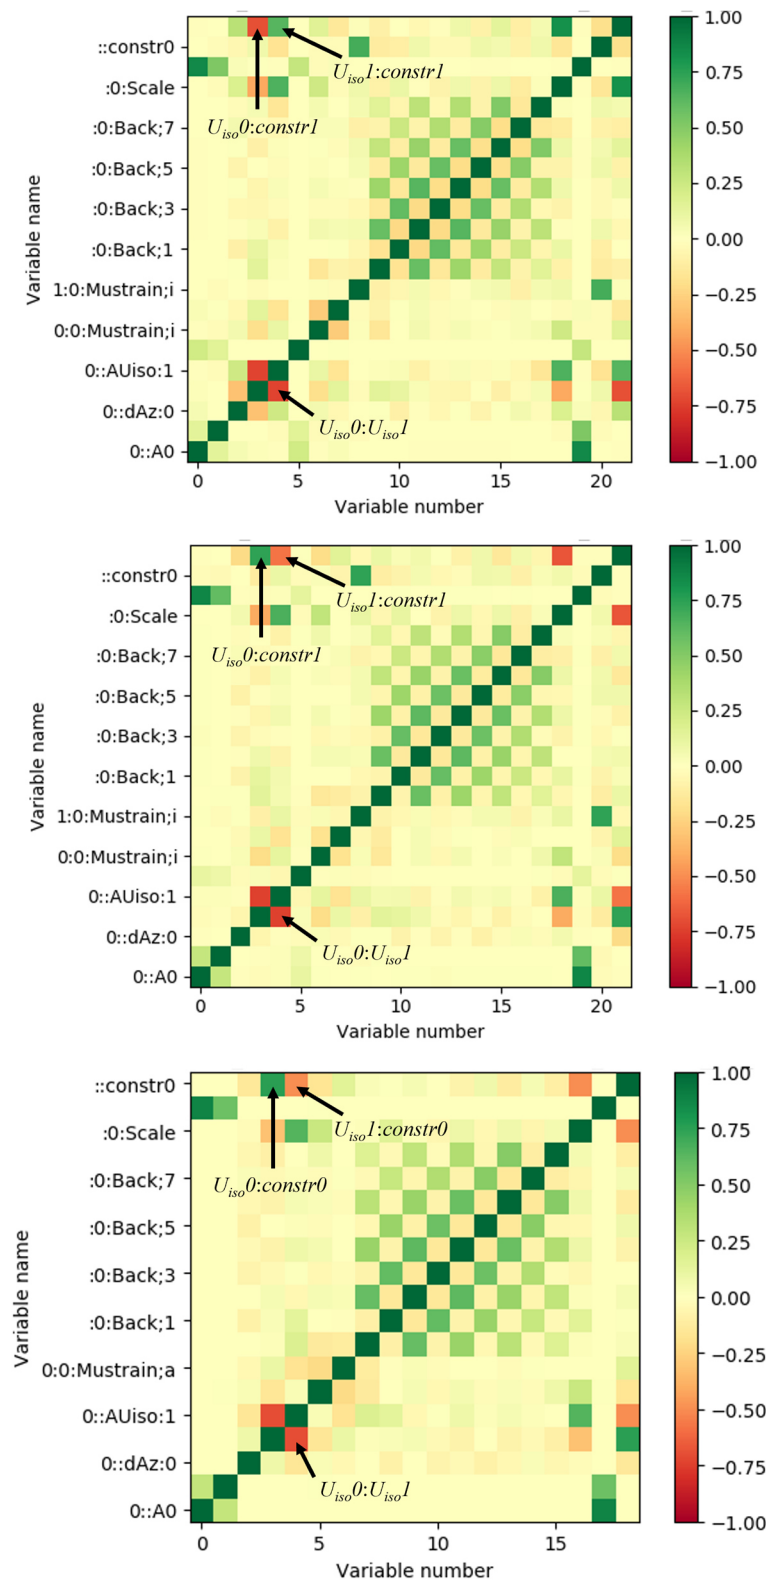 ::constr0
:0:Scale
:0:Back;7
:0:Back;5
:0:Back;3
:0:Back;1
1:0:Mustrain;i
0:0:Mustrain;i
0::AUiso:1
0::dAz:0
0::A0
Variable name
Uiso1:constr1
Uiso0:constr1
Uiso0:Uiso1
0 5 10 15 20
Variable number
1.00
0.75
0.50
0.25
0.00
−0.25
−0.50
−0.75
−1.00
::constr0
:0:Scale
:0:Back;7
:0:Back;5
:0:Back;3
:0:Back;1
1:0:Mustrain;i
0:0:Mustrain;i
0::AUiso:1
0::dAz:0
0::A0
Variable name
Uiso1:constr1
Uiso0:constr1
Uiso0:Uiso1
0 5 10 15 20
Variable number
1.00
0.75
0.50
0.25
0.00
−0.25
−0.50
−0.75
−1.00
::constr0
:0:Scale
:0:Back;7
:0:Back;5
:0:Back;3
:0:Back;1
0:0:Mustrain;a
0::AUiso:1
0::dAz:0
0::A0
Variable name
Uiso1:constr0
Uiso0:constr0
Uiso0:Uiso1
0 5 10 15
Variable number
1.00
0.75
0.50
0.25
0.00
−0.25
−0.50
−0.75
−1.00